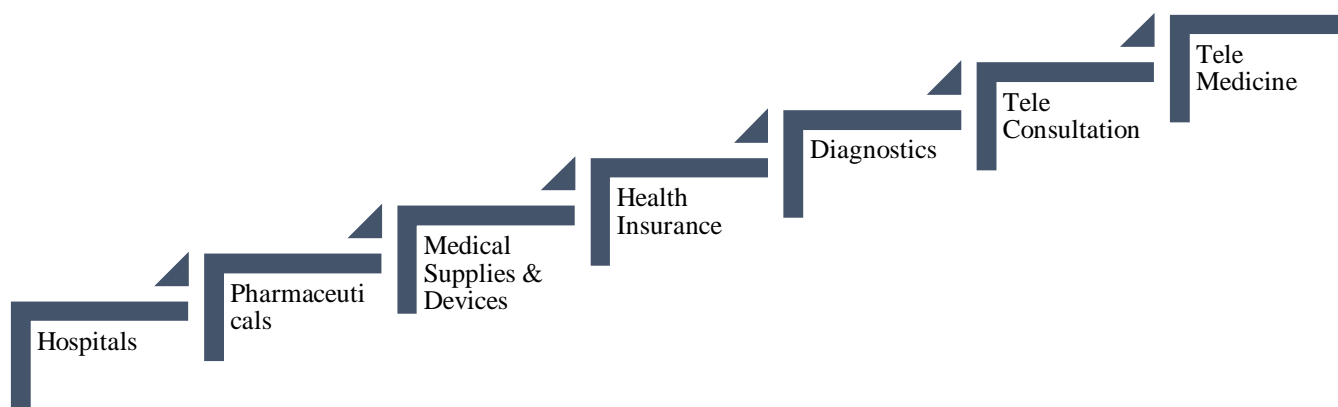 Hospitals
Pharmaceuti
cals
Medical
Supplies &
Devices
Health
Insurance
Diagnostics
Tele
Consultation
Tele
Medicine